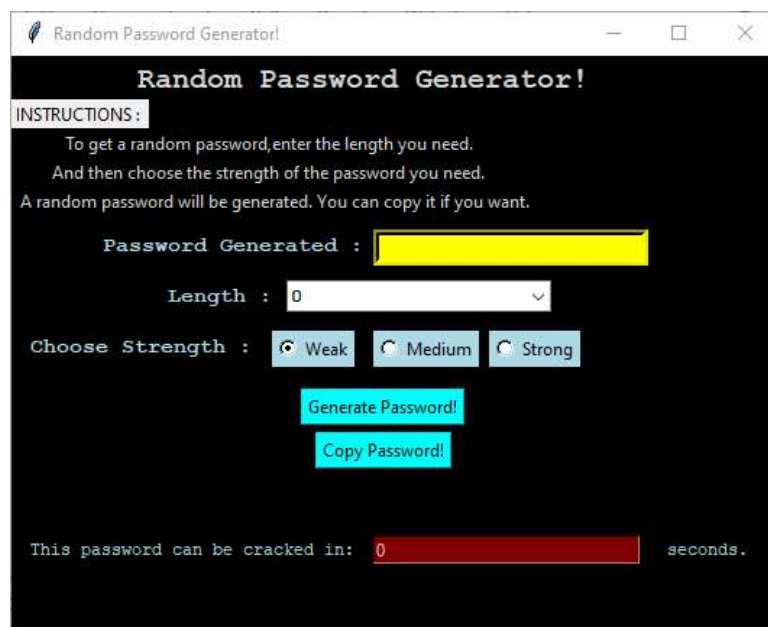 Random Password Generator!
Random Password Generator!
INSTRUCTIONS :
To get a random password,enter the length you need.
And then choose the strength of the password you need.
A random password will be generated. You can copy it if you want.
Password Generated :
Length : 0
Choose Strength : Weak Medium Strong
Generate Password!
Copy Password!
This password can be cracked in: 0 seconds.